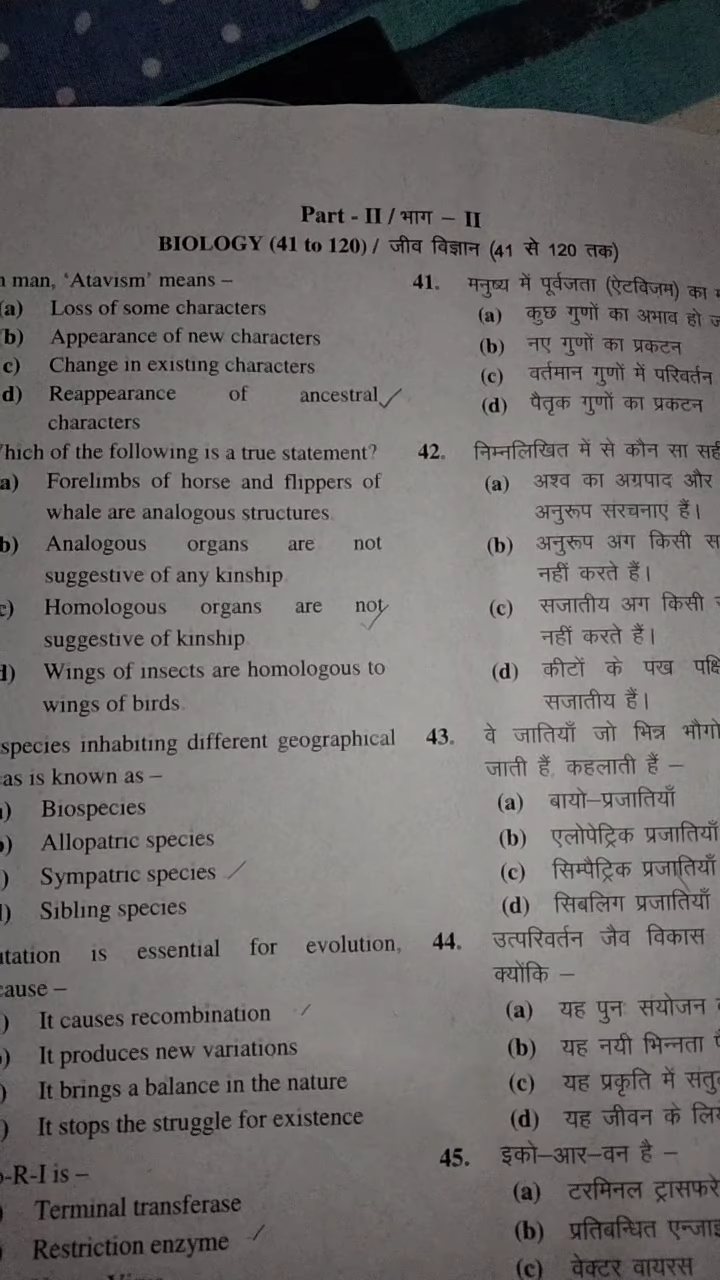 Part - II / भाग – II
BIOLOGY (41 to 120) / जीव विज्ञान (41 से 120 तक)
man, ‘Atavism’ means –
(a) Loss of some characters
b) Appearance of new characters
c) Change in existing characters
d) Reappearance of ancestral
characters
hich of the following is a true statement?
a) Forelimbs of horse and flippers of
whale are analogous structures.
b) Analogous organs are not
suggestive of any kinship.
c) Homologous organs are not
suggestive of kinship.
d) Wings of insects are homologous to
wings of birds.
species inhabiting different geographical
as is known as –
) Biospecies
) Allopatric species
) Sympatric species
) Sibling species
tation is essential for evolution,
ause –
) It causes recombination
) It produces new variations
) It brings a balance in the nature
) It stops the struggle for existence
-R-I is –
Terminal transferase
Restriction enzyme
41. मनुष्य में पूर्वजता (ऐटविजम) का
(a) कुछ गुणों का अभाव हो
(b) नए गुणों का प्रकटन
(c) वर्तमान गुणों में परिवर्तन
(d) पैतृक गुणों का प्रकटन
42. निम्नलिखित में से कौन सा सही
(a) अश्व का अग्रपाद और
अनुरूप संरचनाएं हैं।
(b) अनुरूप अंग किसी स
नहीं करते हैं।
(c) सजातीय अंग किसी
नहीं करते हैं।
(d) कीटों के पंख पक्षि
सजातीय हैं।
43. वे जातियाँ जो भिन्न भौगो
जाती हैं, कहलाती हैं –
(a) बायो–प्रजातियाँ
(b) एलोपेट्रिक प्रजातियाँ
(c) सिम्पैट्रिक प्रजातियाँ
(d) सिबलिंग प्रजातियाँ
44. उत्परिवर्तन जैव विकास
क्योंकि –
(a) यह पुनः संयोजन
(b) यह नयी भिन्नता
(c) यह प्रकृति में संतु
(d) यह जीवन के लि
45. इको–आर–वन है –
(a) टरमिनल ट्रांसफरे
(b) प्रतिबन्धित एन्जाइ
(c) वेक्टर वायरस